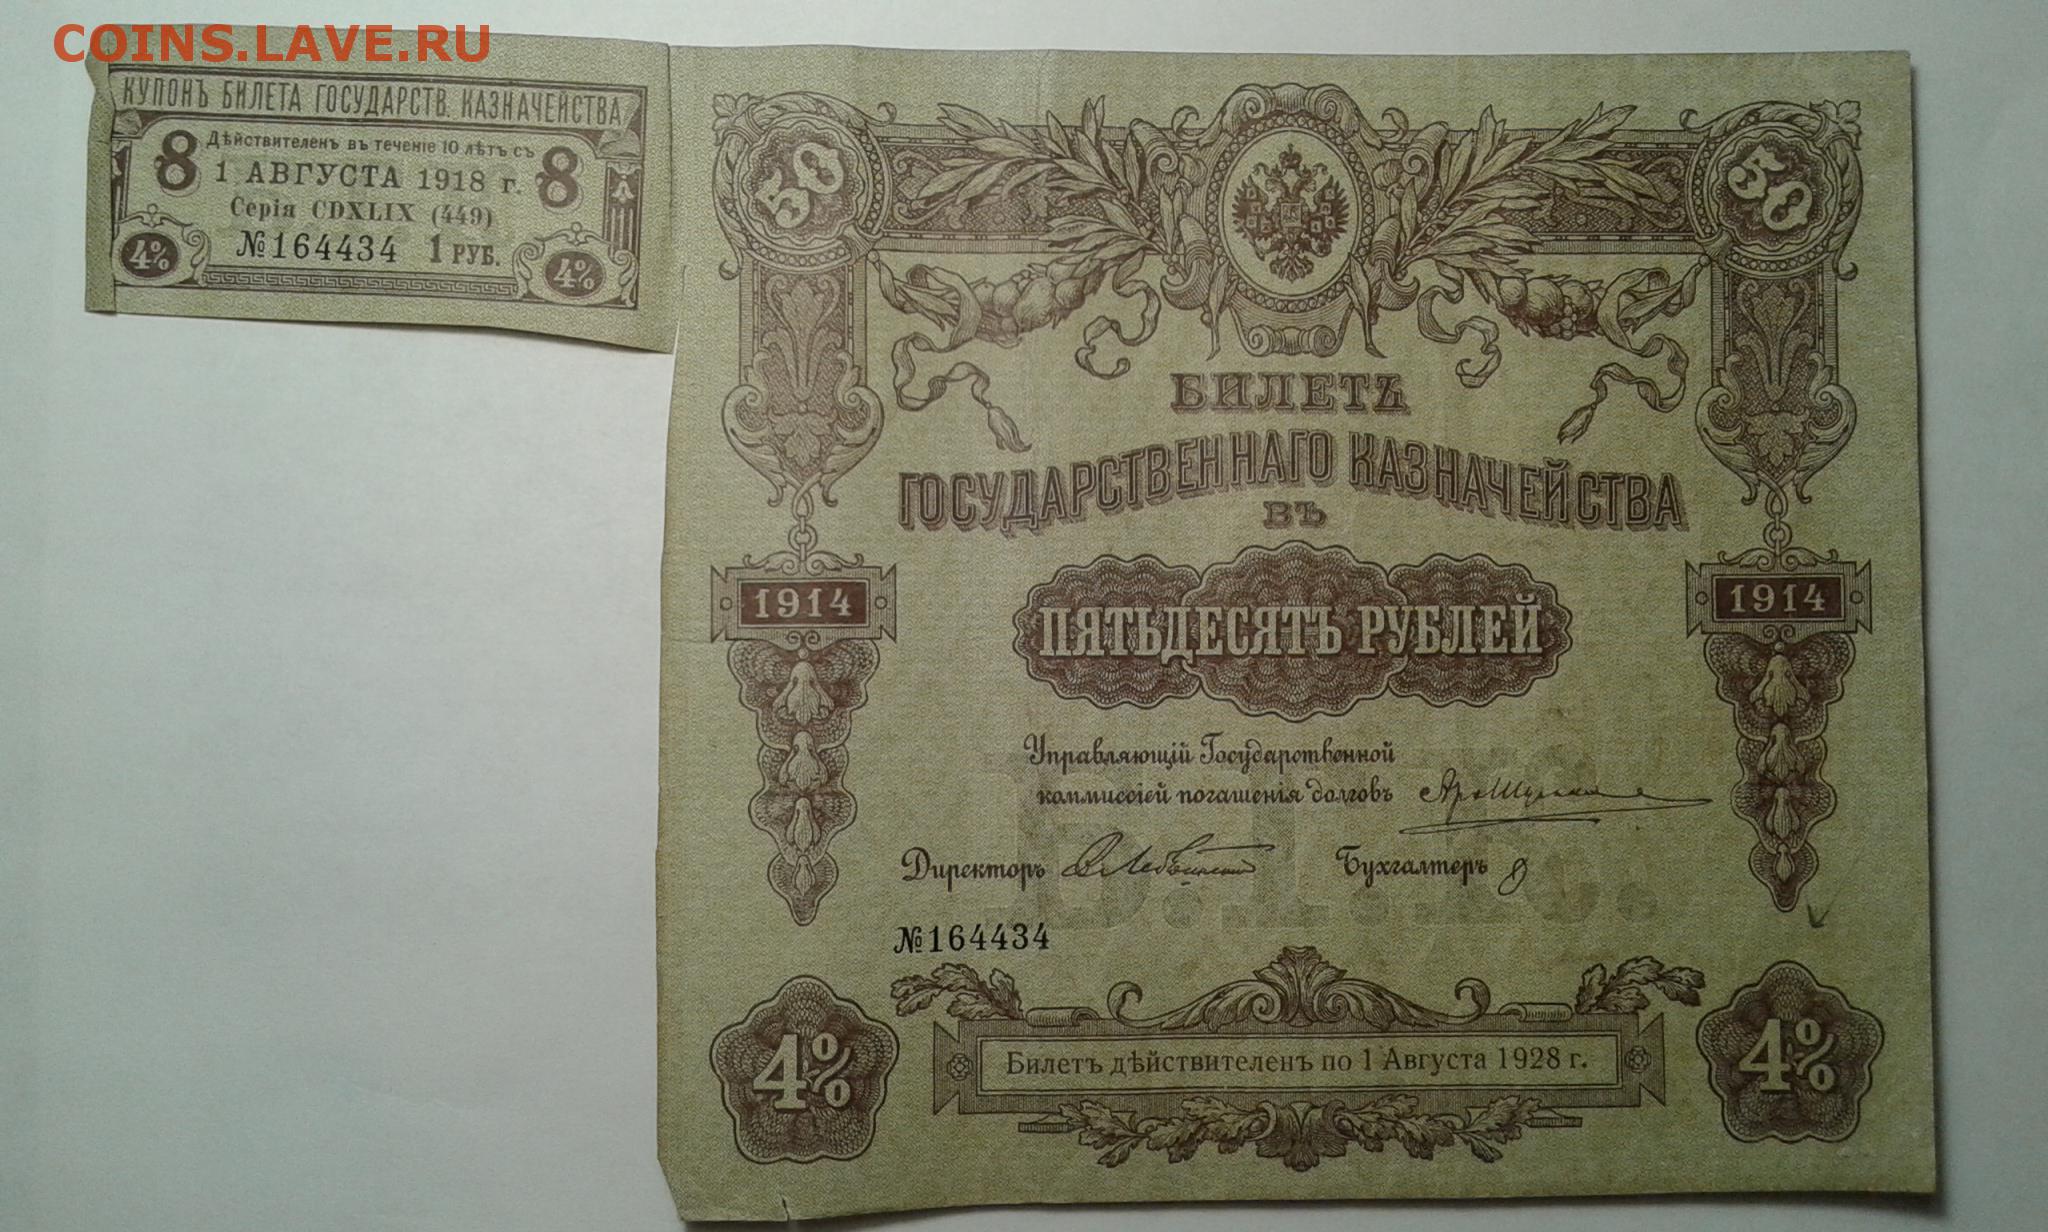 COINS.LAVE.RU
КУПОНЪ БИЛЕТА ГОСУДАРСТВ. КАЗНАЧЕЙСТВА
8 Дѣйствителенъ въ теченіе 10 лѣтъ съ 8
1 АВГУСТА 1918 г.
Серія CDXLIX (449)
№164434 1 РУБ.
4% 4%
50 50
БИЛЕТЪ
ГОСУДАРСТВЕННАГО КАЗНАЧЕЙСТВА
ВЪ
1914 1914
ПЯТЬДЕСЯТЪ РУБЛЕЙ
Управляющій Государственной
коммиссіей погашенія долговъ
Директоръ Бухгалтеръ
№164434
4% 4%
Билетъ дѣйствителенъ по 1 Августа 1928 г.